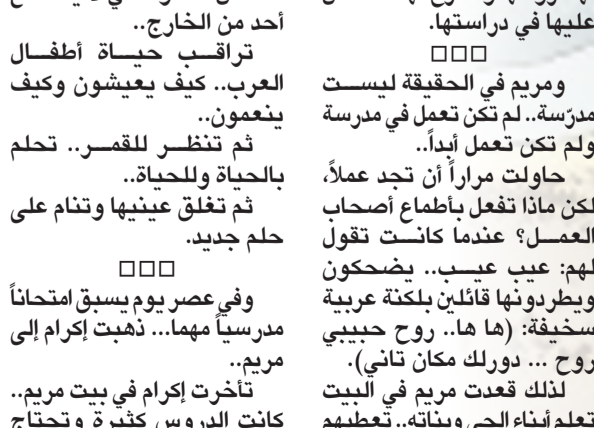 عليها في دراستها.
□□□
ومريم في الحقيقة ليست
مدرّسة.. لم تكن تعمل في مدرسة
ولم تكن تعمل أبداً..
حاولت مراراً أن تجد عملاً،
لكن ماذا تفعل بأطماع أصحاب
العمل؟ عندما كانت تقول
لهم: عيب عيب.. يضحكون
ويطردونها قائلين بلكنة عربية
سخيفة: (ها ها.. روح حبيبي
روح ... دورلك مكان تاني).
لذلك قعدت مريم في البيت
تعلم أبناء الحي وبناته.. تعطيهم
أحد من الخارج..
تراقب حياة أطفال
العرب.. كيف يعيشون وكيف
ينعمون..
ثم تنظر للقمر.. تحلم
بالحياة وللحياة..
ثم تغلق عينيها وتنام على
حلم جديد.
□□□
وفي عصر يوم يسبق امتحاناً
مدرسياً مهما... ذهبت إكرام إلى
مريم..
تأخرت إكرام في بيت مريم..
كانت الدروس كثيرة وتحتاج